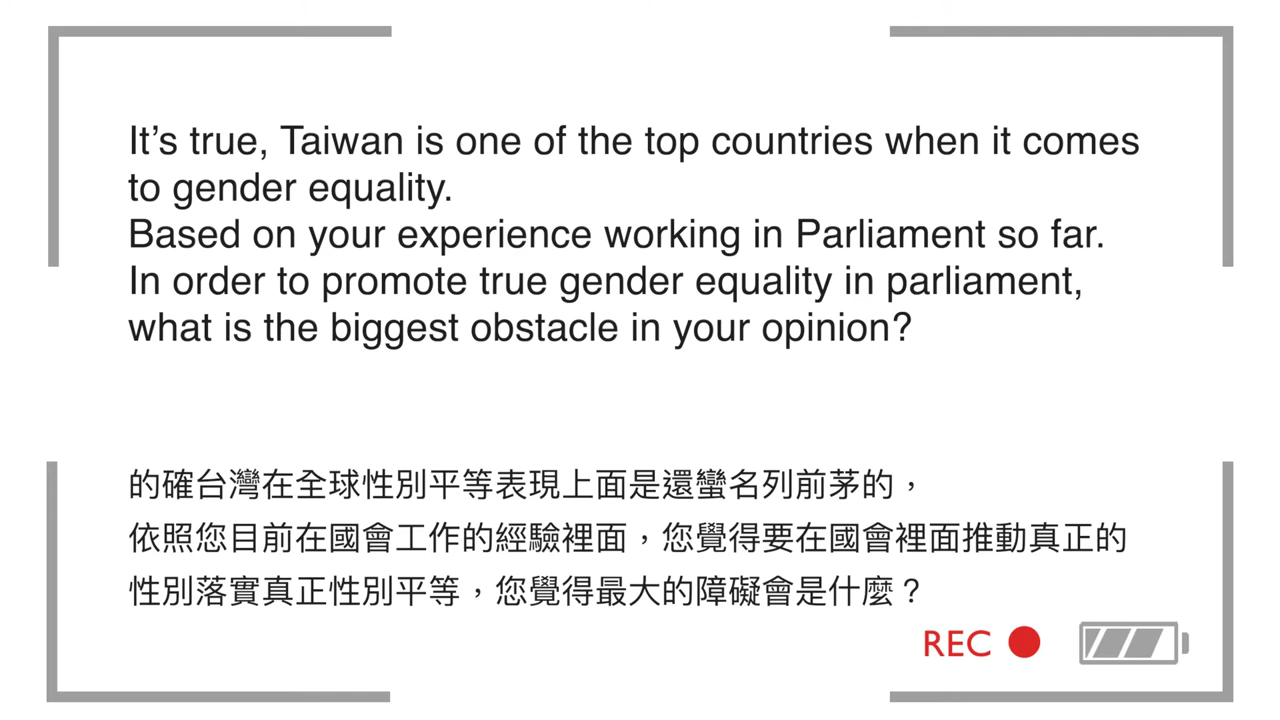 It’s true, Taiwan is one of the top countries when it comes
to gender equality.
Based on your experience working in Parliament so far.
In order to promote true gender equality in parliament,
what is the biggest obstacle in your opinion?
的確台灣在全球性別平等表現上面是還蠻名列前茅的，
依照您目前在國會工作的經驗裡面，您覺得要在國會裡面推動真正的
性別落實真正性別平等，您覺得最大的障礙會是什麼？
REC